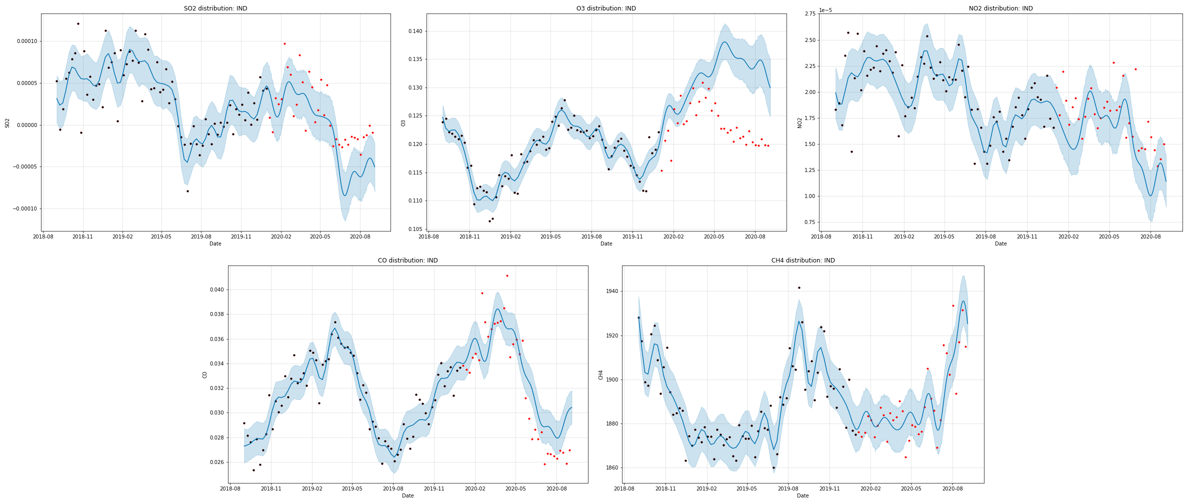 SO2 distribution: IND
SO2
0.00010
0.00005
0.00000
−0.00005
−0.00010
2018-08 2018-11 2019-02 2019-05 2019-08 2019-11 2020-02 2020-05 2020-08
Date
O3 distribution: IND
O3
0.140
0.135
0.130
0.125
0.120
0.115
0.110
0.105
2018-08 2018-11 2019-02 2019-05 2019-08 2019-11 2020-02 2020-05 2020-08
Date
NO2 distribution: IND
1e−5
NO2
2.75
2.50
2.25
2.00
1.75
1.50
1.25
1.00
0.75
2018-08 2018-11 2019-02 2019-05 2019-08 2019-11 2020-02 2020-05 2020-08
Date
CO distribution: IND
CO
0.040
0.038
0.036
0.034
0.032
0.030
0.028
0.026
2018-08 2018-11 2019-02 2019-05 2019-08 2019-11 2020-02 2020-05 2020-08
Date
CH4 distribution: IND
CH4
1940
1920
1900
1880
1860
2018-08 2018-11 2019-02 2019-05 2019-08 2019-11 2020-02 2020-05 2020-08
Date